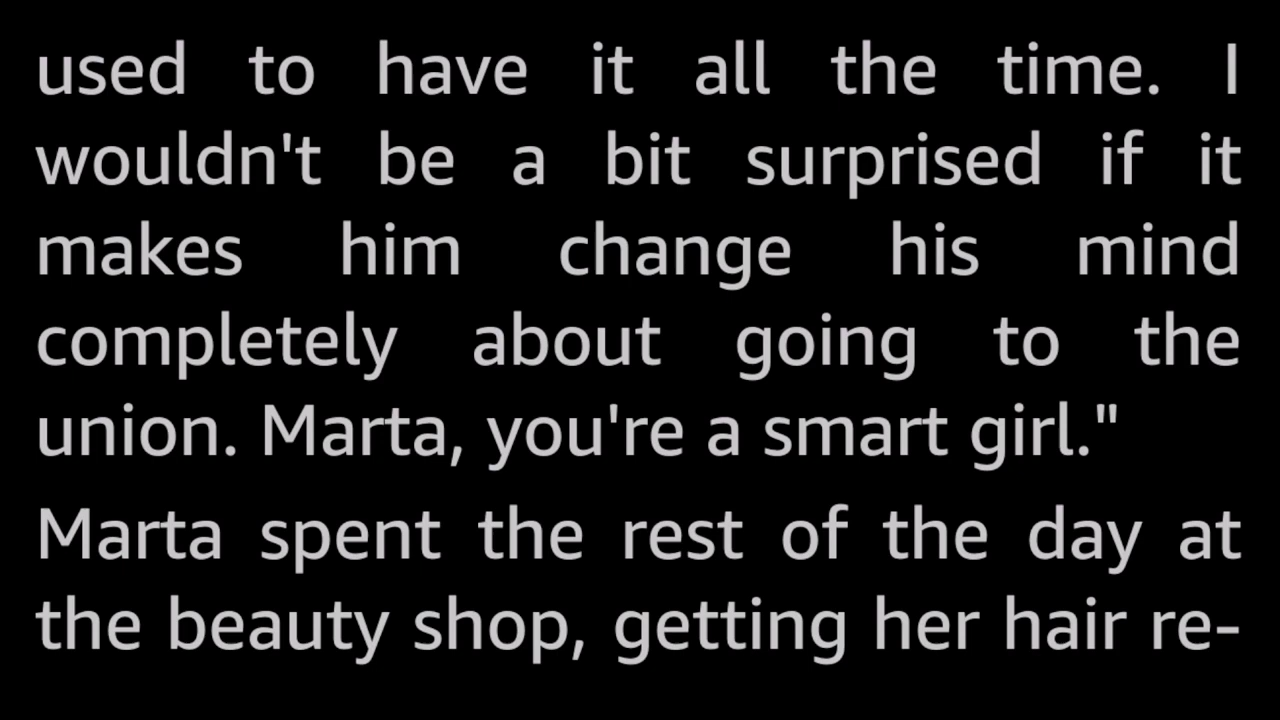 used to have it all the time. I
wouldn't be a bit surprised if it
makes him change his mind
completely about going to the
union. Marta, you're a smart girl."
Marta spent the rest of the day at
the beauty shop, getting her hair re-